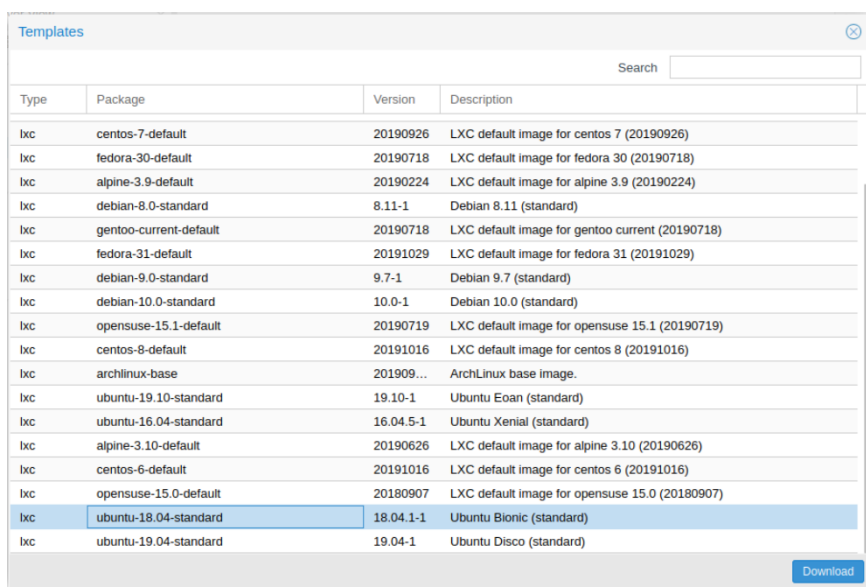 Templates
Search
Type Package Version Description
lxc centos-7-default 20190926 LXC default image for centos 7 (20190926)
lxc fedora-30-default 20190718 LXC default image for fedora 30 (20190718)
lxc alpine-3.9-default 20190224 LXC default image for alpine 3.9 (20190224)
lxc debian-8.0-standard 8.11-1 Debian 8.11 (standard)
lxc gentoo-current-default 20190718 LXC default image for gentoo current (20190718)
lxc fedora-31-default 20191029 LXC default image for fedora 31 (20191029)
lxc debian-9.0-standard 9.7-1 Debian 9.7 (standard)
lxc debian-10.0-standard 10.0-1 Debian 10.0 (standard)
lxc opensuse-15.1-default 20190719 LXC default image for opensuse 15.1 (20190719)
lxc centos-8-default 20191016 LXC default image for centos 8 (20191016)
lxc archlinux-base 201909... ArchLinux base image.
lxc ubuntu-19.10-standard 19.10-1 Ubuntu Eoan (standard)
lxc ubuntu-16.04-standard 16.04.5-1 Ubuntu Xenial (standard)
lxc alpine-3.10-default 20190626 LXC default image for alpine 3.10 (20190626)
lxc centos-6-default 20191016 LXC default image for centos 6 (20191016)
lxc opensuse-15.0-default 20180907 LXC default image for opensuse 15.0 (20180907)
lxc ubuntu-18.04-standard 18.04.1-1 Ubuntu Bionic (standard)
lxc ubuntu-19.04-standard 19.04-1 Ubuntu Disco (standard)
Download